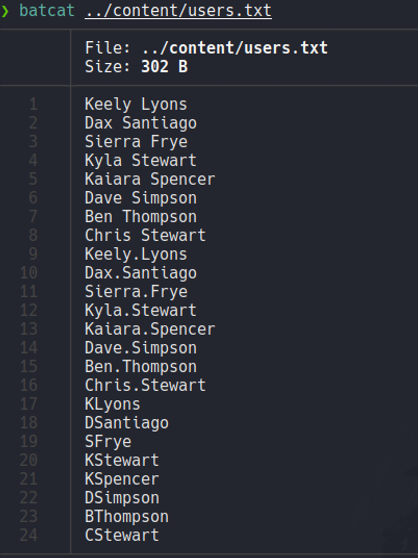 ❯ batcat ../content/users.txt
File: ../content/users.txt
Size: 302 B
1 Keely Lyons
2 Dax Santiago
3 Sierra Frye
4 Kyla Stewart
5 Kaiara Spencer
6 Dave Simpson
7 Ben Thompson
8 Chris Stewart
9 Keely.Lyons
10 Dax.Santiago
11 Sierra.Frye
12 Kyla.Stewart
13 Kaiara.Spencer
14 Dave.Simpson
15 Ben.Thompson
16 Chris.Stewart
17 KLyons
18 DSantiago
19 SFrye
20 KStewart
21 KSpencer
22 DSimpson
23 BThompson
24 CStewart